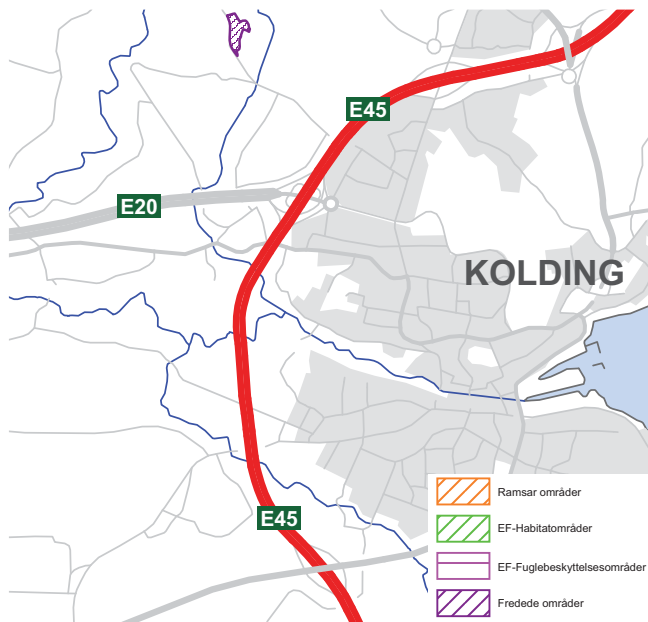 E45
E20
KOLDING
E45
Ramsar områder
EF-Habitatområder
EF-Fuglebeskyttelsesområder
Fredede områder